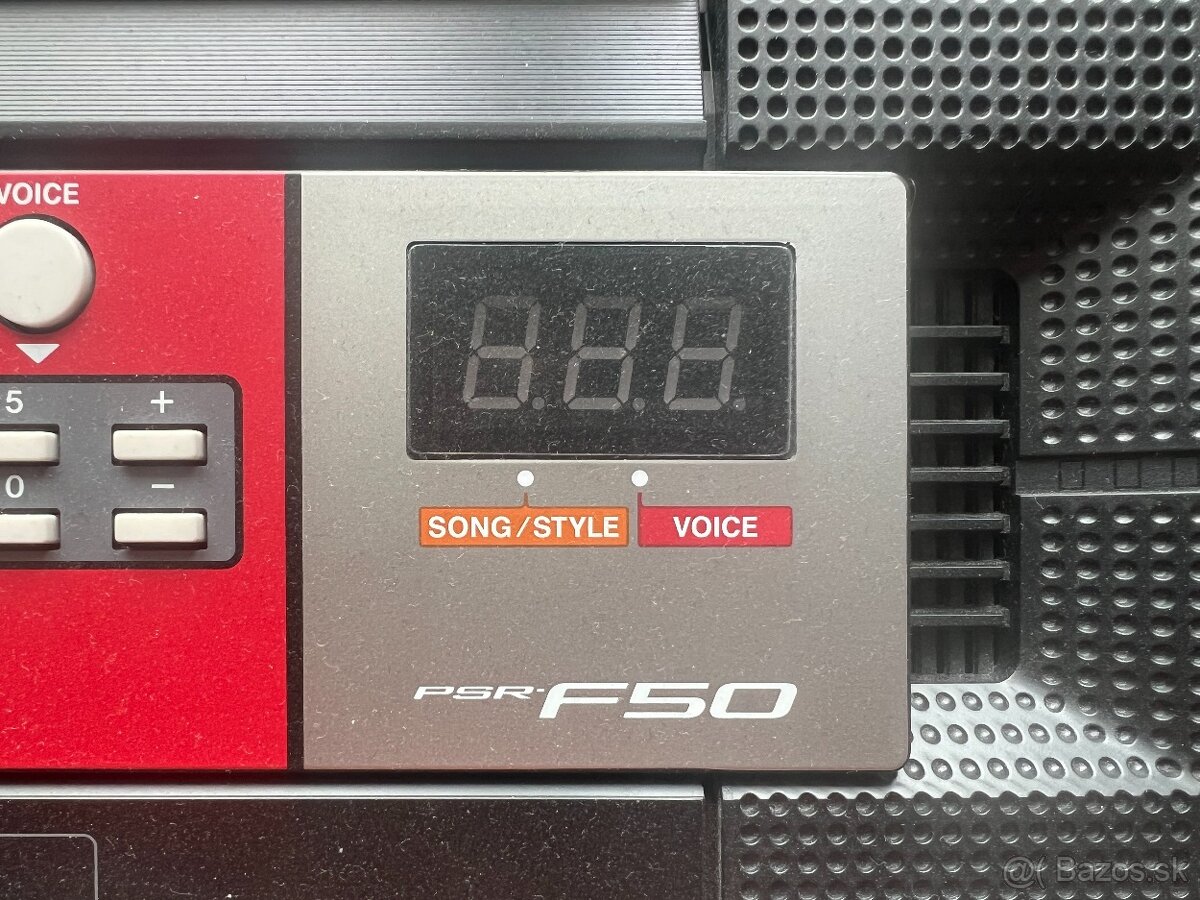 VOICE
5 +
0 −
SONG/STYLE VOICE
PSR-F50
@( Bazos.sk